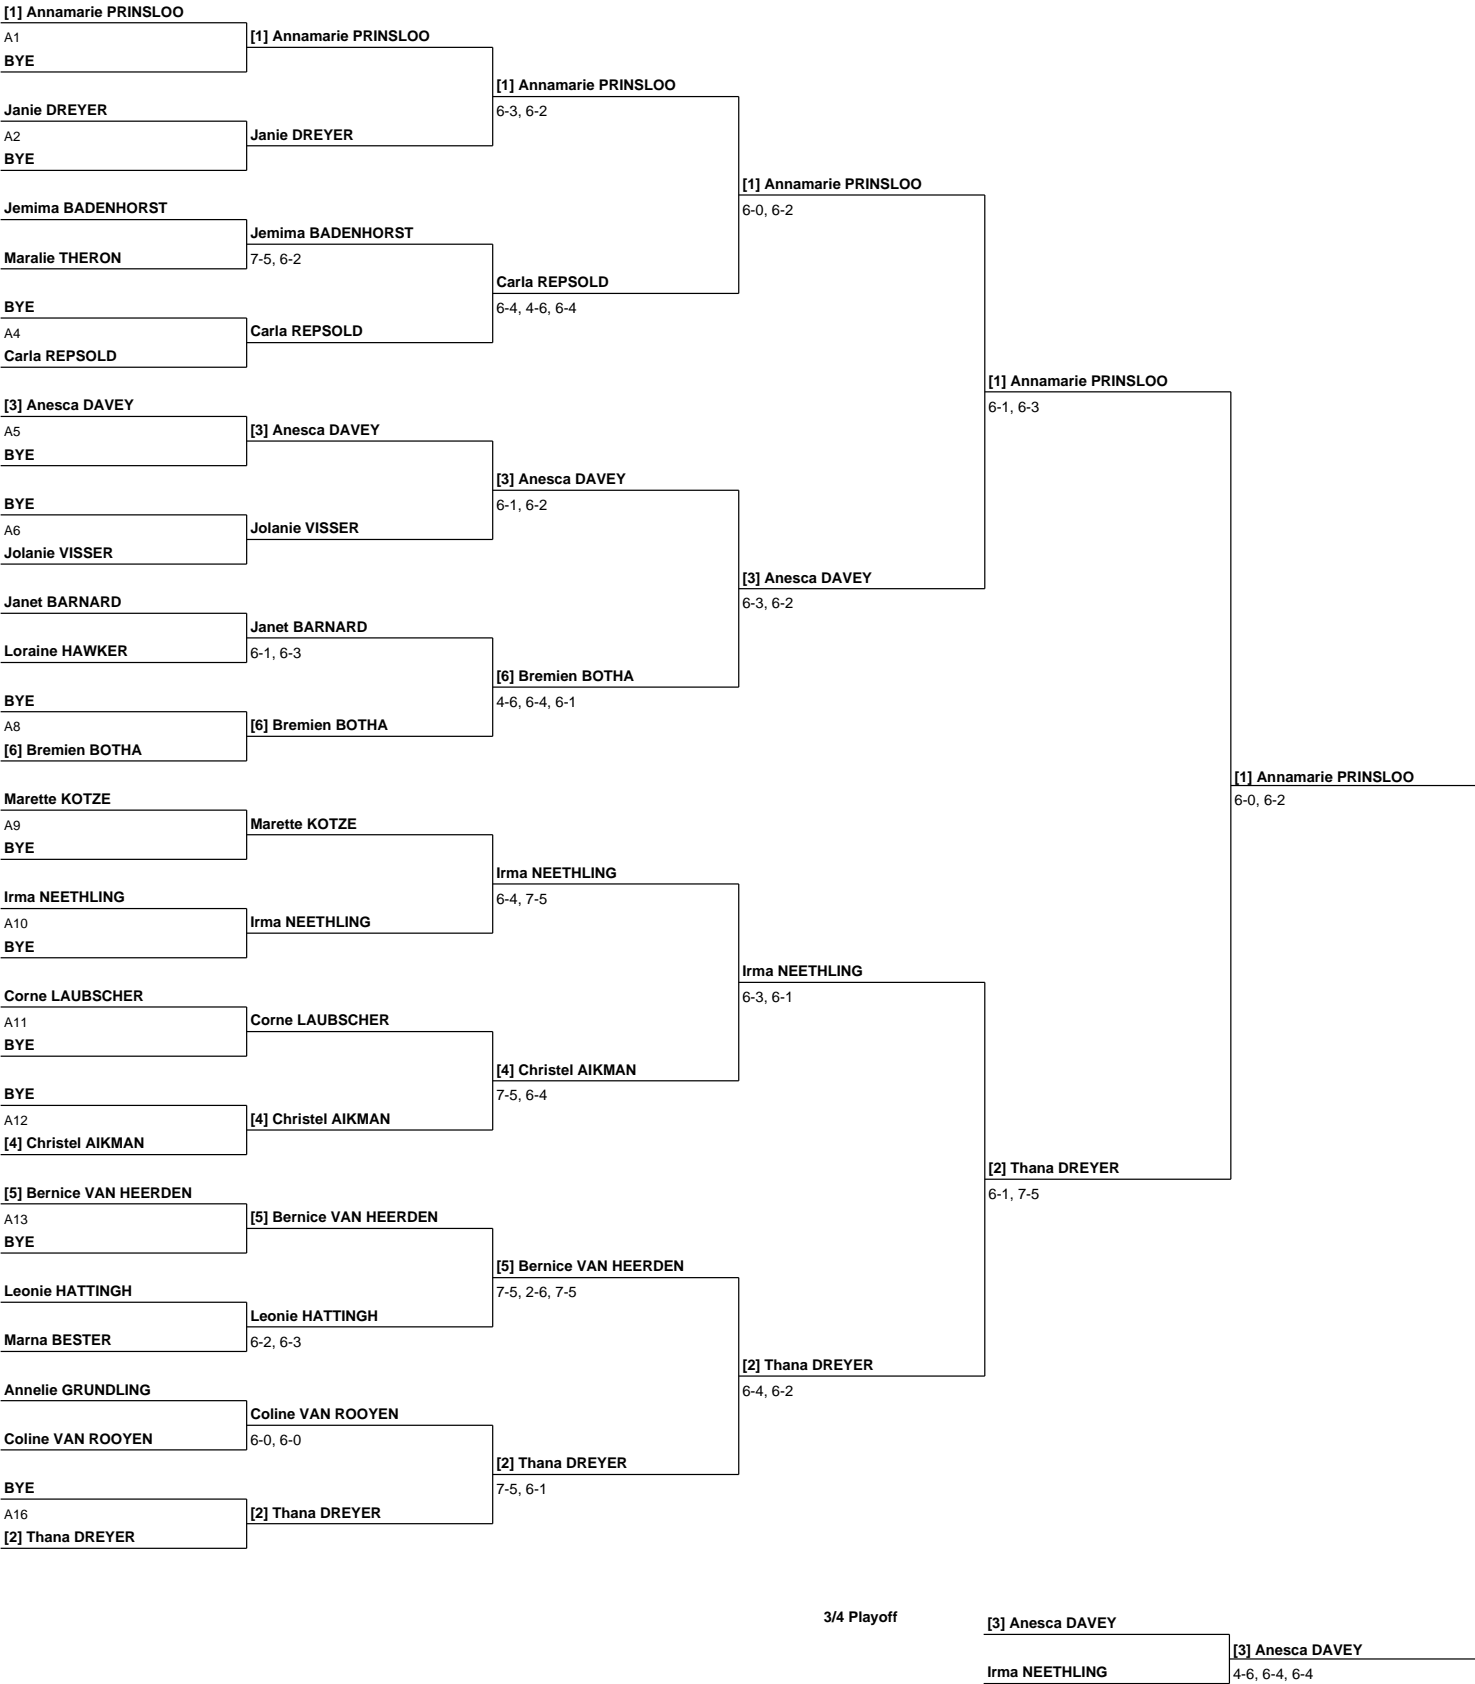 [1] Annamarie PRINSLOO
A1
BYE
Janie DREYER
A2
BYE
Jemima BADENHORST
Maralie THERON
BYE
A4
Carla REPSOLD
[3] Anesca DAVEY
A5
BYE
BYE
A6
Jolanie VISSER
Janet BARNARD
Loraine HAWKER
BYE
A8
[6] Bremien BOTHA
Marette KOTZE
A9
BYE
Irma NEETHLING
A10
BYE
Corne LAUBSCHER
A11
BYE
BYE
A12
[4] Christel AIKMAN
[5] Bernice VAN HEERDEN
A13
BYE
Leonie HATTINGH
Marna BESTER
Annelie GRUNDLING
Coline VAN ROOYEN
BYE
A16
[2] Thana DREYER
[1] Annamarie PRINSLOO
Janie DREYER
Jemima BADENHORST
7-5, 6-2
Carla REPSOLD
[3] Anesca DAVEY
Jolanie VISSER
Janet BARNARD
6-1, 6-3
[6] Bremien BOTHA
Marette KOTZE
Irma NEETHLING
Corne LAUBSCHER
[4] Christel AIKMAN
[5] Bernice VAN HEERDEN
Leonie HATTINGH
6-2, 6-3
Coline VAN ROOYEN
6-0, 6-0
[2] Thana DREYER
[1] Annamarie PRINSLOO
6-3, 6-2
Carla REPSOLD
6-4, 4-6, 6-4
[3] Anesca DAVEY
6-1, 6-2
[6] Bremien BOTHA
4-6, 6-4, 6-1
Irma NEETHLING
6-4, 7-5
[4] Christel AIKMAN
7-5, 6-4
[5] Bernice VAN HEERDEN
7-5, 2-6, 7-5
[2] Thana DREYER
7-5, 6-1
[1] Annamarie PRINSLOO
6-0, 6-2
[3] Anesca DAVEY
6-3, 6-2
Irma NEETHLING
6-3, 6-1
[2] Thana DREYER
6-4, 6-2
[1] Annamarie PRINSLOO
6-1, 6-3
[2] Thana DREYER
6-1, 7-5
[1] Annamarie PRINSLOO
6-0, 6-2
3/4 Playoff
[3] Anesca DAVEY
Irma NEETHLING
[3] Anesca DAVEY
4-6, 6-4, 6-4